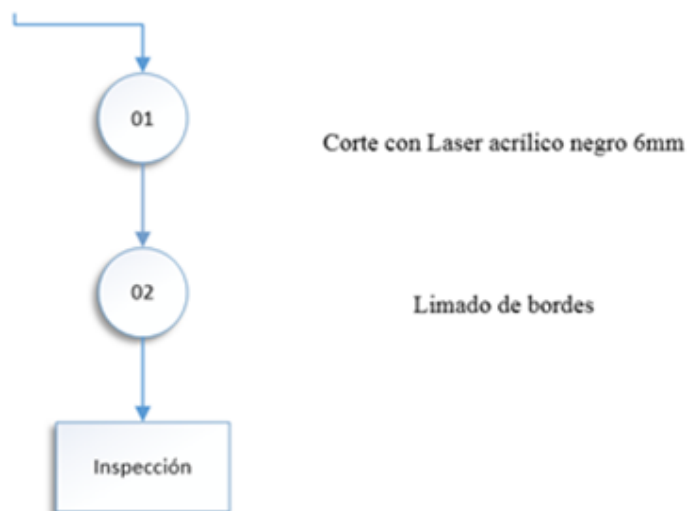 01
Corte con Laser acrílico negro 6mm
02
Limado de bordes
Inspección